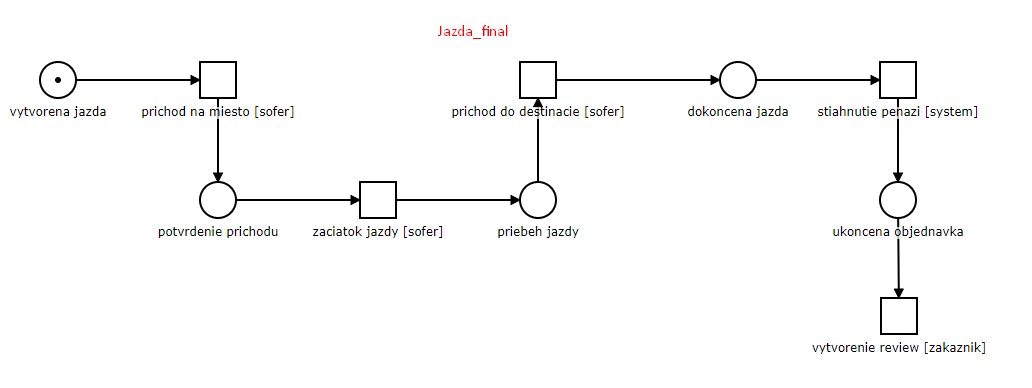 Jazda_final
vytvorena jazda
prichod na miesto [sofer]
prichod do destinacie [sofer]
dokoncena jazda
stiahnutie penazi [system]
potvrdenie prichodu
zaciatok jazdy [sofer]
priebeh jazdy
ukoncena objednavka
vytvorenie review [zakaznik]